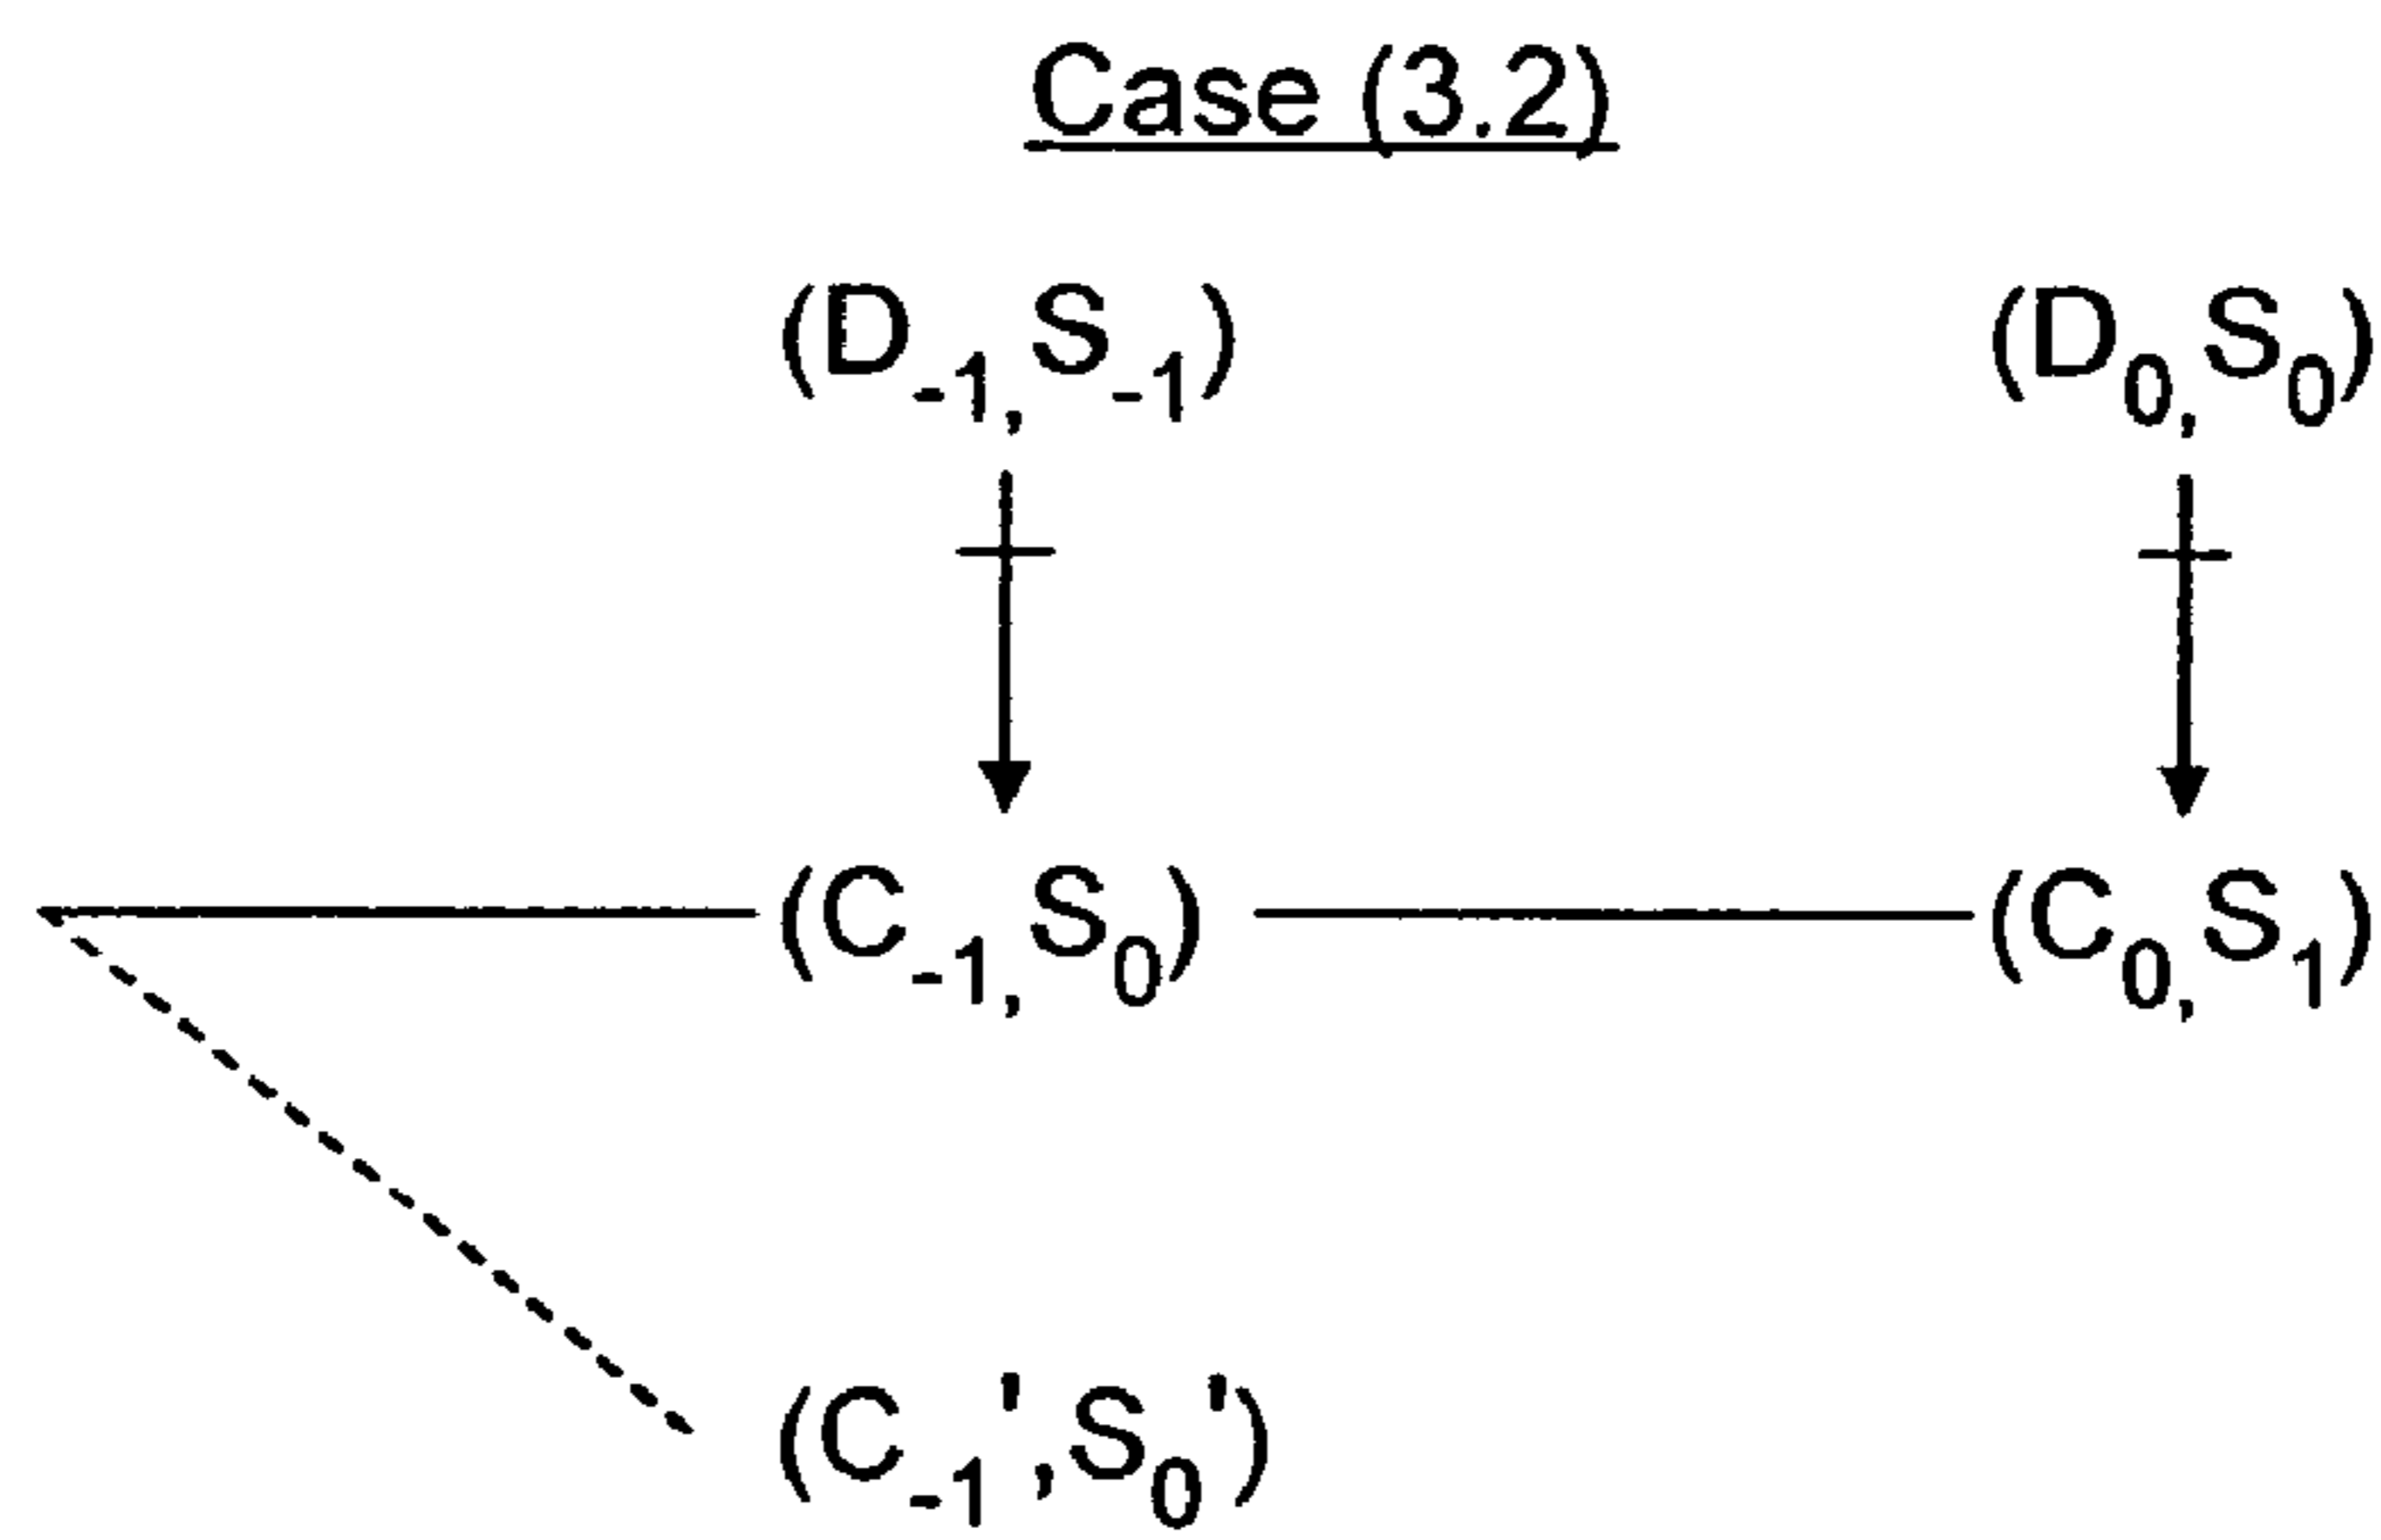 Case (3.2)
(D₋₁, S₋₁) (D₀, S₀)
(C₋₁, S₀) (C₀, S₁)
(C₋₁', S₀')